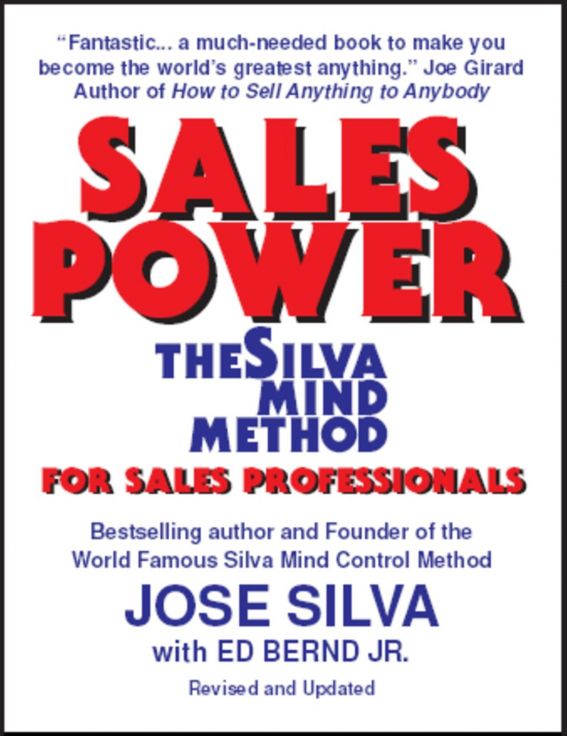 “Fantastic... a much-needed book to make you
become the world’s greatest anything.” Joe Girard
Author of How to Sell Anything to Anybody
SALES
POWER
THE SILVA
MIND
METHOD
FOR SALES PROFESSIONALS
Bestselling author and Founder of the
World Famous Silva Mind Control Method
JOSE SILVA
with ED BERND JR.
Revised and Updated